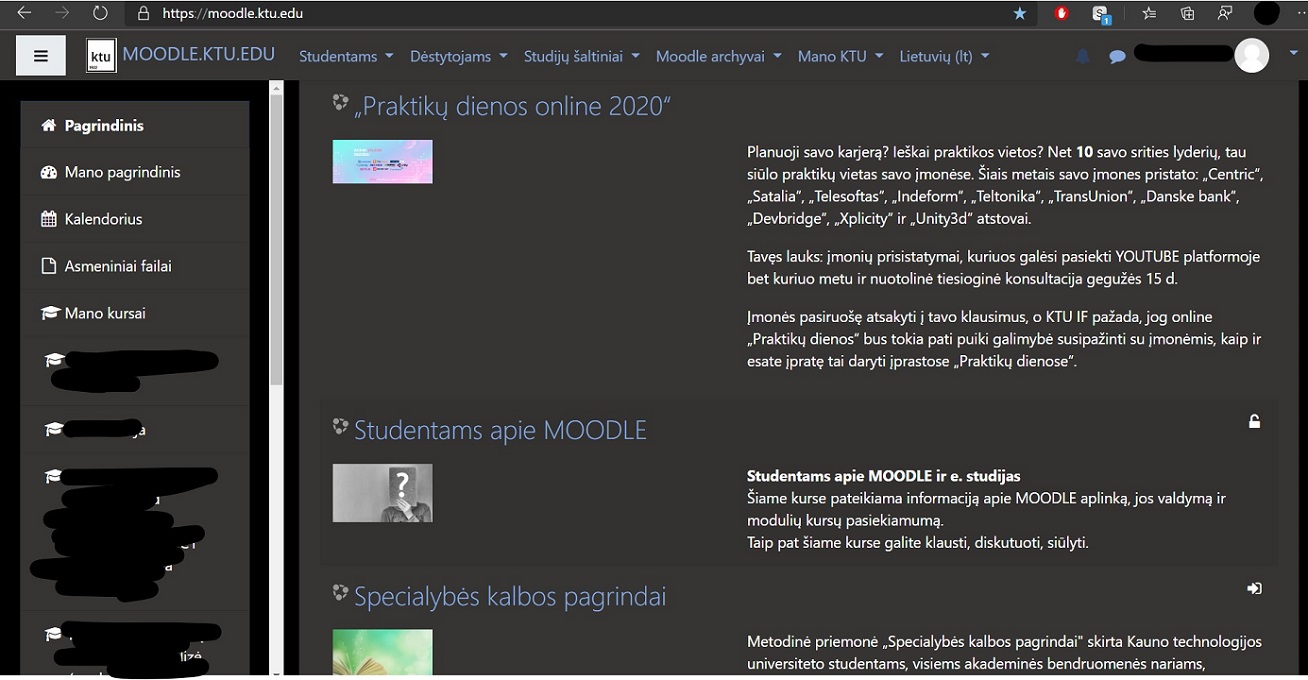 https://moodle.ktu.edu
S
1
ktu
MOODLE.KTU.EDU
Studentams
Dėstytojams
Studijų šaltiniai
Moodle archyvai
Mano KTU
Lietuvių (lt)
Pagrindinis
Mano pagrindinis
Kalendorius
Asmeniniai failai
Mano kursai
„Praktikų dienos online 2020“
Planuoji savo karjerą? Ieškai praktikos vietos? Net 10 savo srities lyderių, tau
siūlo praktikų vietas savo įmonėse. Šiais metais savo įmones pristato: „Centric“,
„Satalia“, „Telesoftas“, „Indeform“, „Teltonika“, „TransUnion“, „Danske bank“,
„Devbridge“, „Xplicity“ ir „Unity3d“ atstovai.
Tavęs lauks: įmonių prisistatymai, kuriuos galėsi pasiekti YOUTUBE platformoje
bet kuriuo metu ir nuotolinė tiesioginė konsultacija gegužės 15 d.
Įmonės pasiruošę atsakyti į tavo klausimus, o KTU IF pažada, jog online
„Praktikų dienos“ bus tokia pati puiki galimybė susipažinti su įmonėmis, kaip ir
esate įpratę tai daryti įprastose „Praktikų dienose“.
Studentams apie MOODLE
?
Studentams apie MOODLE ir e. studijas
Šiame kurse pateikiama informaciją apie MOODLE aplinką, jos valdymą ir
modulių kursų pasiekiamumą.
Taip pat šiame kurse galite klausti, diskutuoti, siūlyti.
Specialybės kalbos pagrindai
Metodinė priemonė „Specialybės kalbos pagrindai" skirta Kauno technologijos
universiteto studentams, visiems akademinės bendruomenės nariams,